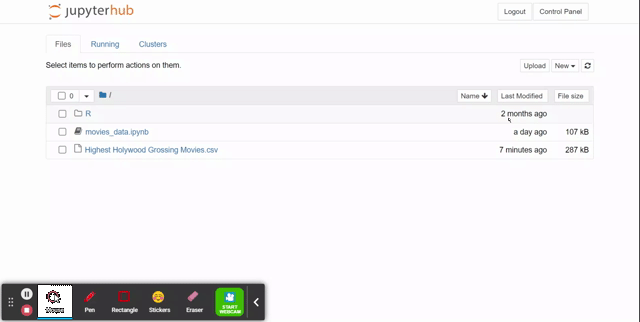 jupyterhub
Logout
Control Panel
Files
Running
Clusters
Select items to perform actions on them.
Upload
New
0
/
Name
Last Modified
File size
R
2 months ago
movies_data.ipynb
a day ago
107 kB
Highest Holywood Grossing Movies.csv
7 minutes ago
287 kB
Mouse
Pen
Rectangle
Stickers
Eraser
START
WEBCAM